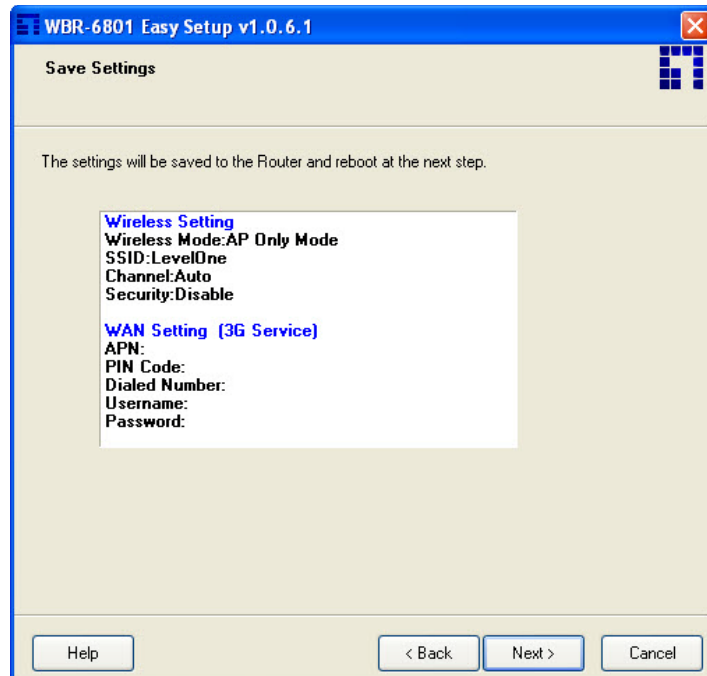 WBR-6801 Easy Setup v1.0.6.1
Save Settings
The settings will be saved to the Router and reboot at the next step.
Wireless Setting
Wireless Mode:AP Only Mode
SSID:LevelOne
Channel:Auto
Security:Disable
WAN Setting (3G Service)
APN:
PIN Code:
Dialed Number:
Username:
Password:
Help
< Back
Next >
Cancel